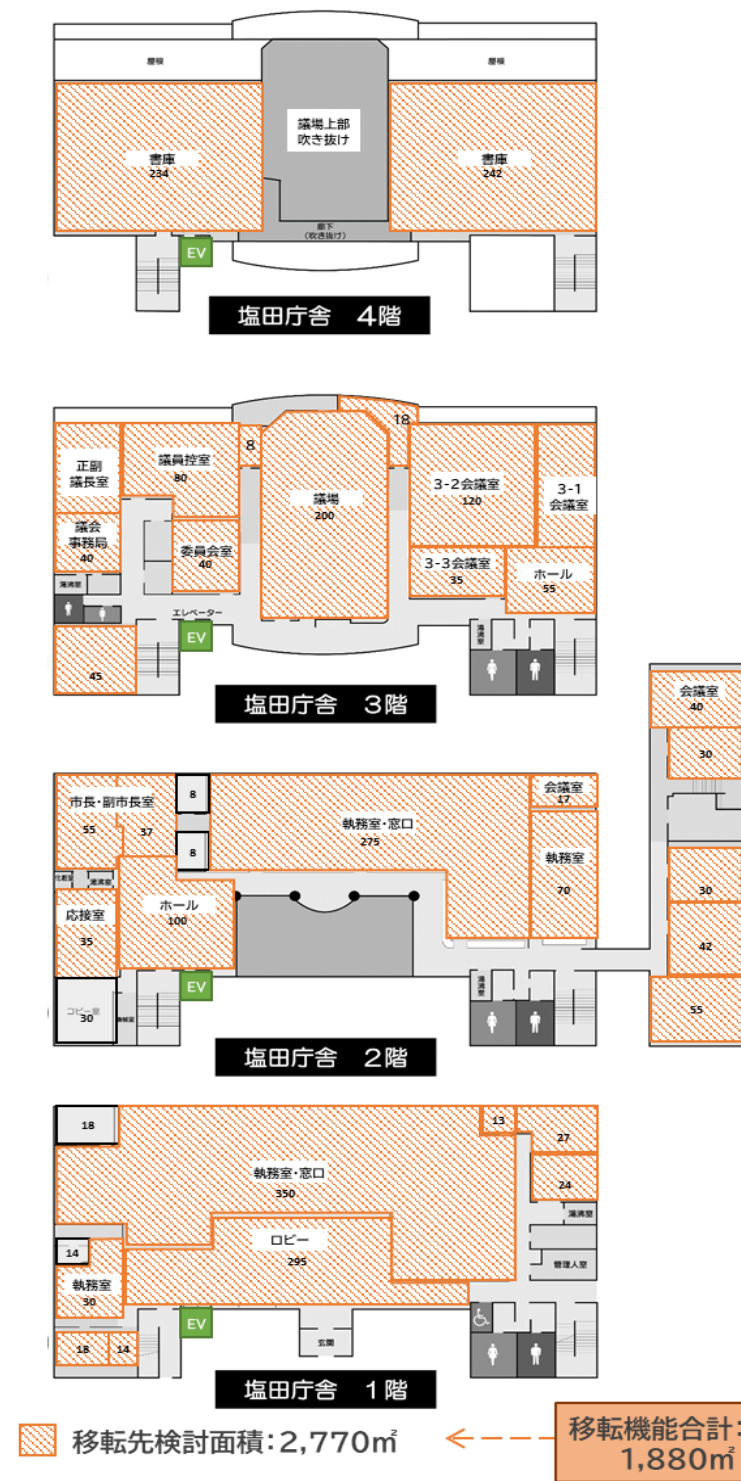 屋根
屋根
議場上部
吹き抜け
書庫
234
書庫
242
廊下
(吹き抜け)
EV
塩田庁舎 4階
18
8
正副
議長室
議員控室
80
議場
200
3-2会議室
120
3-1
会議室
議会
事務局
40
委員会室
40
3-3会議室
35
ホール
55
湯沸室
エレベーター
EV
湯沸室
45
塩田庁舎 3階
会議室
40
30
市長・副市長室
55
37
8
8
執務室・窓口
275
会議室
17
執務室
70
化粧室
湯沸室
応接室
35
ホール
100
30
42
55
コピー室
30
EV
湯沸室
塩田庁舎 2階
18
13
27
執務室・窓口
350
24
湯沸室
ロビー
295
14
管理人室
執務室
30
EV
玄関
18
14
塩田庁舎 1階
移転先検討面積:2,770㎡
移転機能合計:
1,880㎡